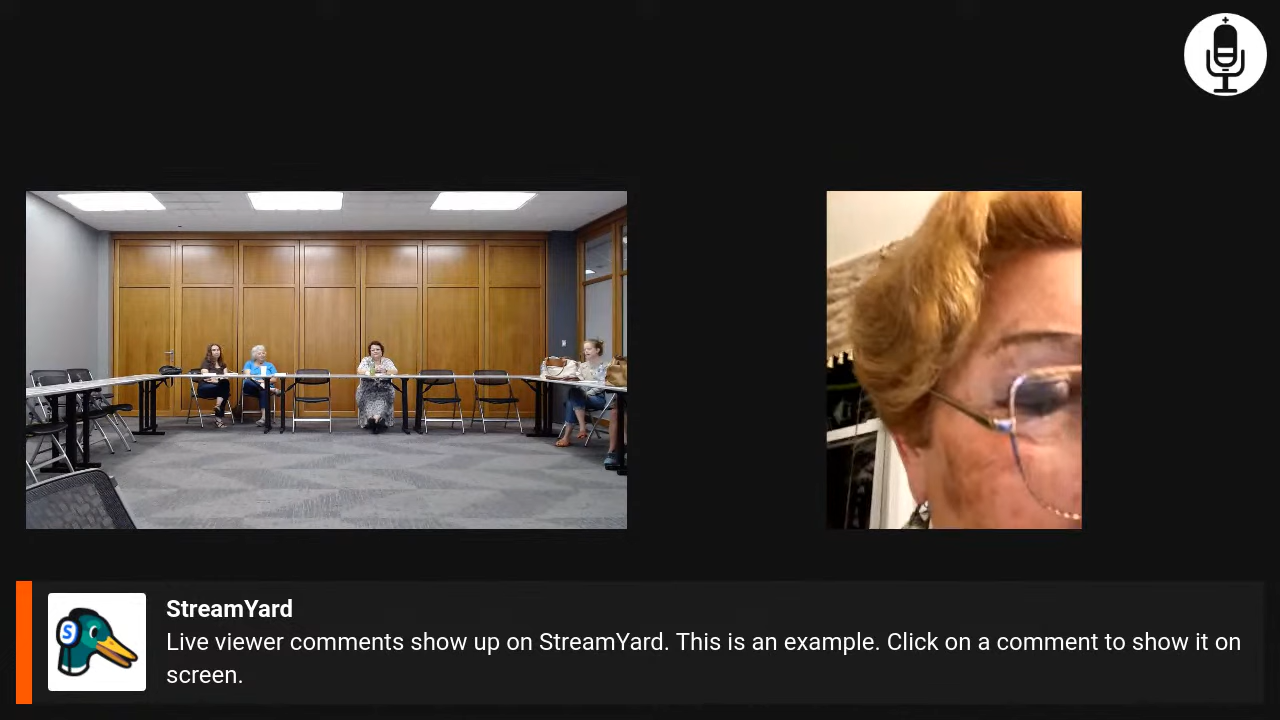 S
StreamYard
Live viewer comments show up on StreamYard. This is an example. Click on a comment to show it on
screen.